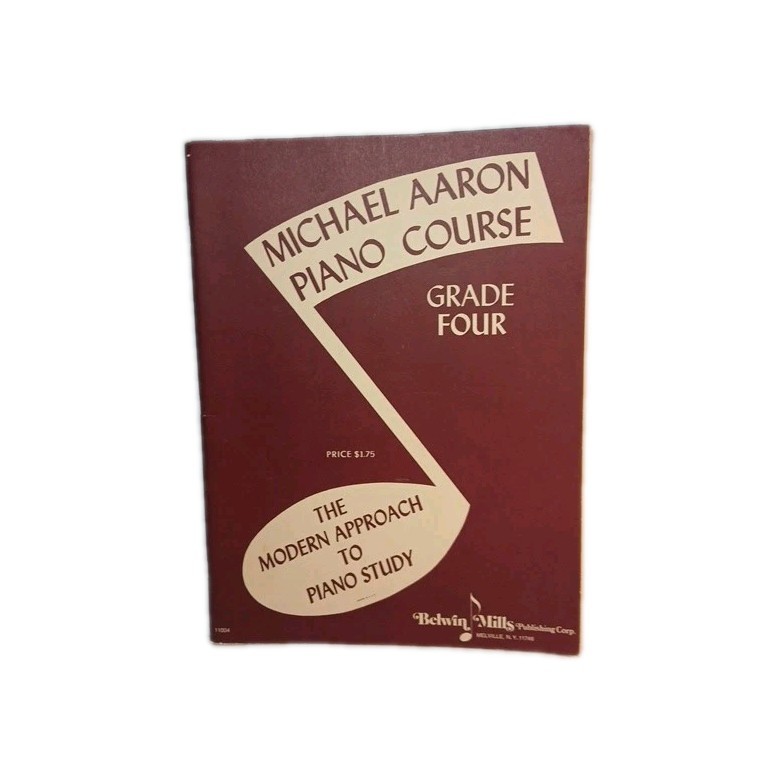 MICHAEL AARON
PIANO COURSE
GRADE
FOUR
PRICE $1.75
THE
MODERN APPROACH
TO
PIANO STUDY
Belwin Mills Publishing Corp.
MELVILLE, N.Y. 11746
11024